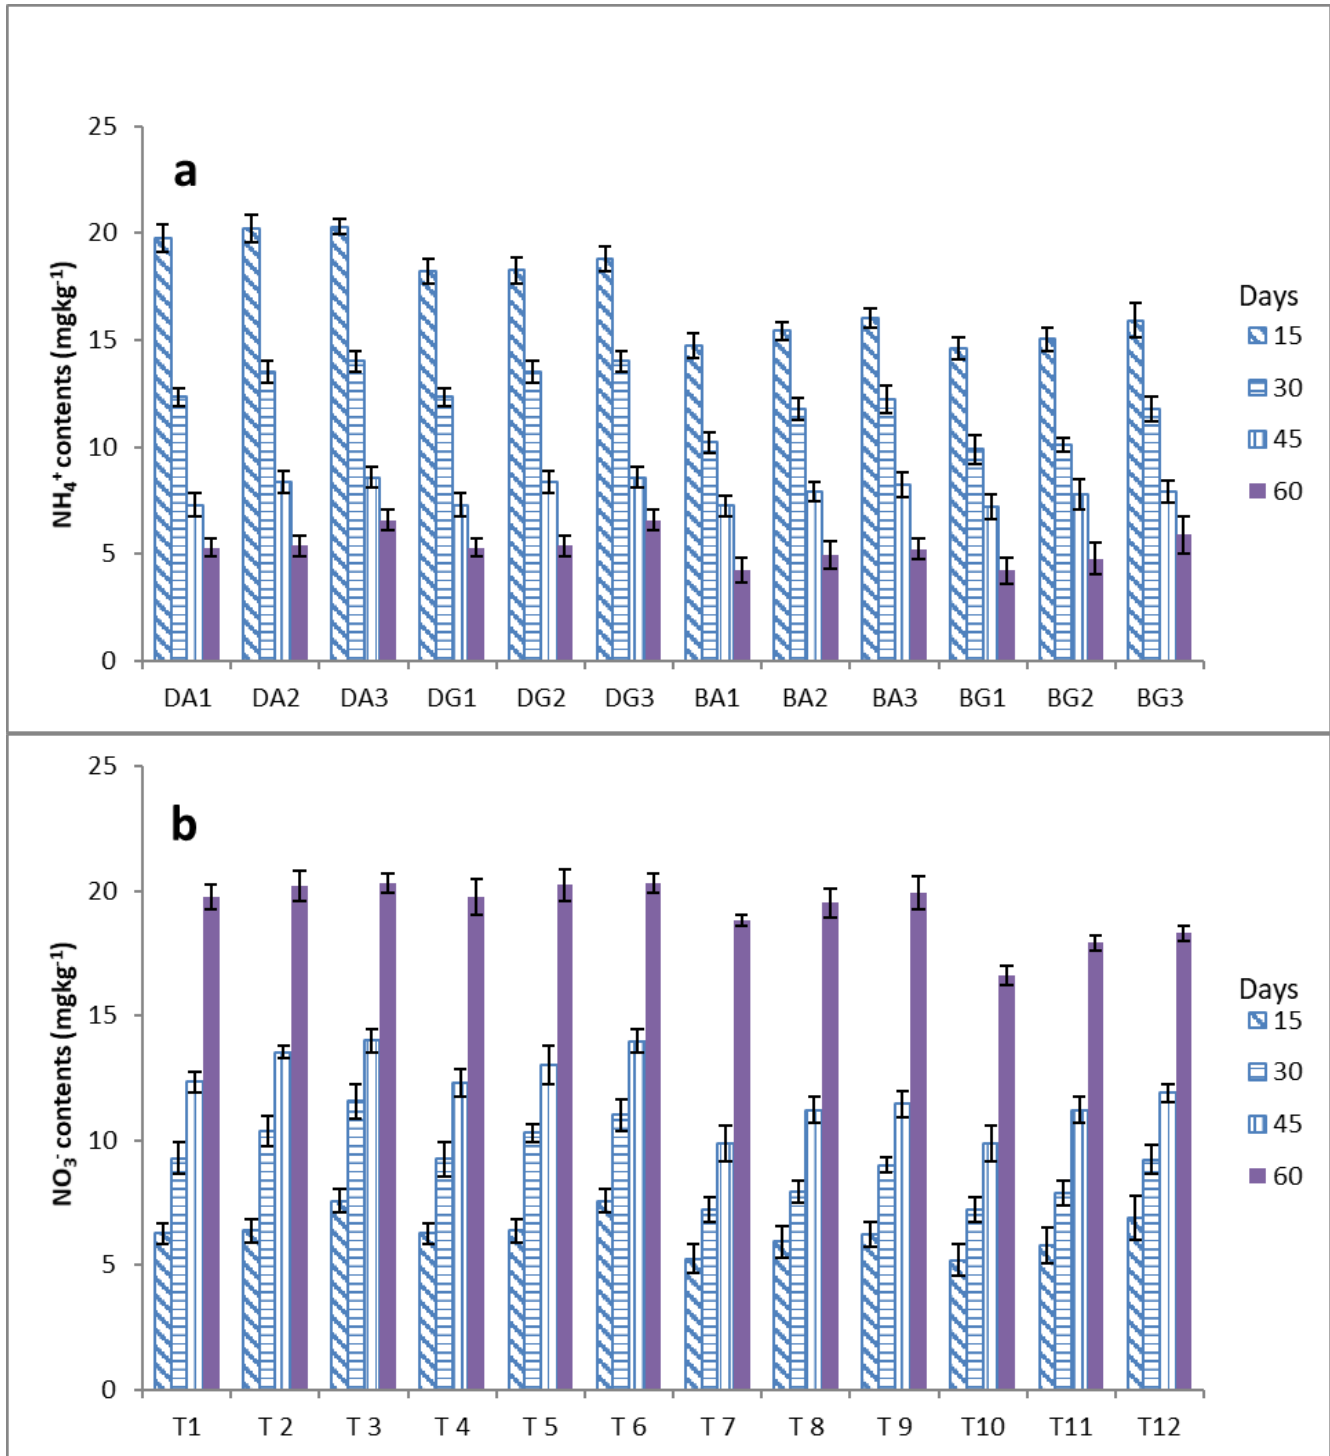 a
25
20
15
10
5
0
NH4+ contents (mgkg-1)
DA1 DA2 DA3 DG1 DG2 DG3 BA1 BA2 BA3 BG1 BG2 BG3
Days
15
30
45
60
b
25
20
15
10
5
0
NO3- contents (mgkg-1)
T1 T 2 T 3 T 4 T 5 T 6 T 7 T 8 T 9 T10 T11 T12
Days
15
30
45
60